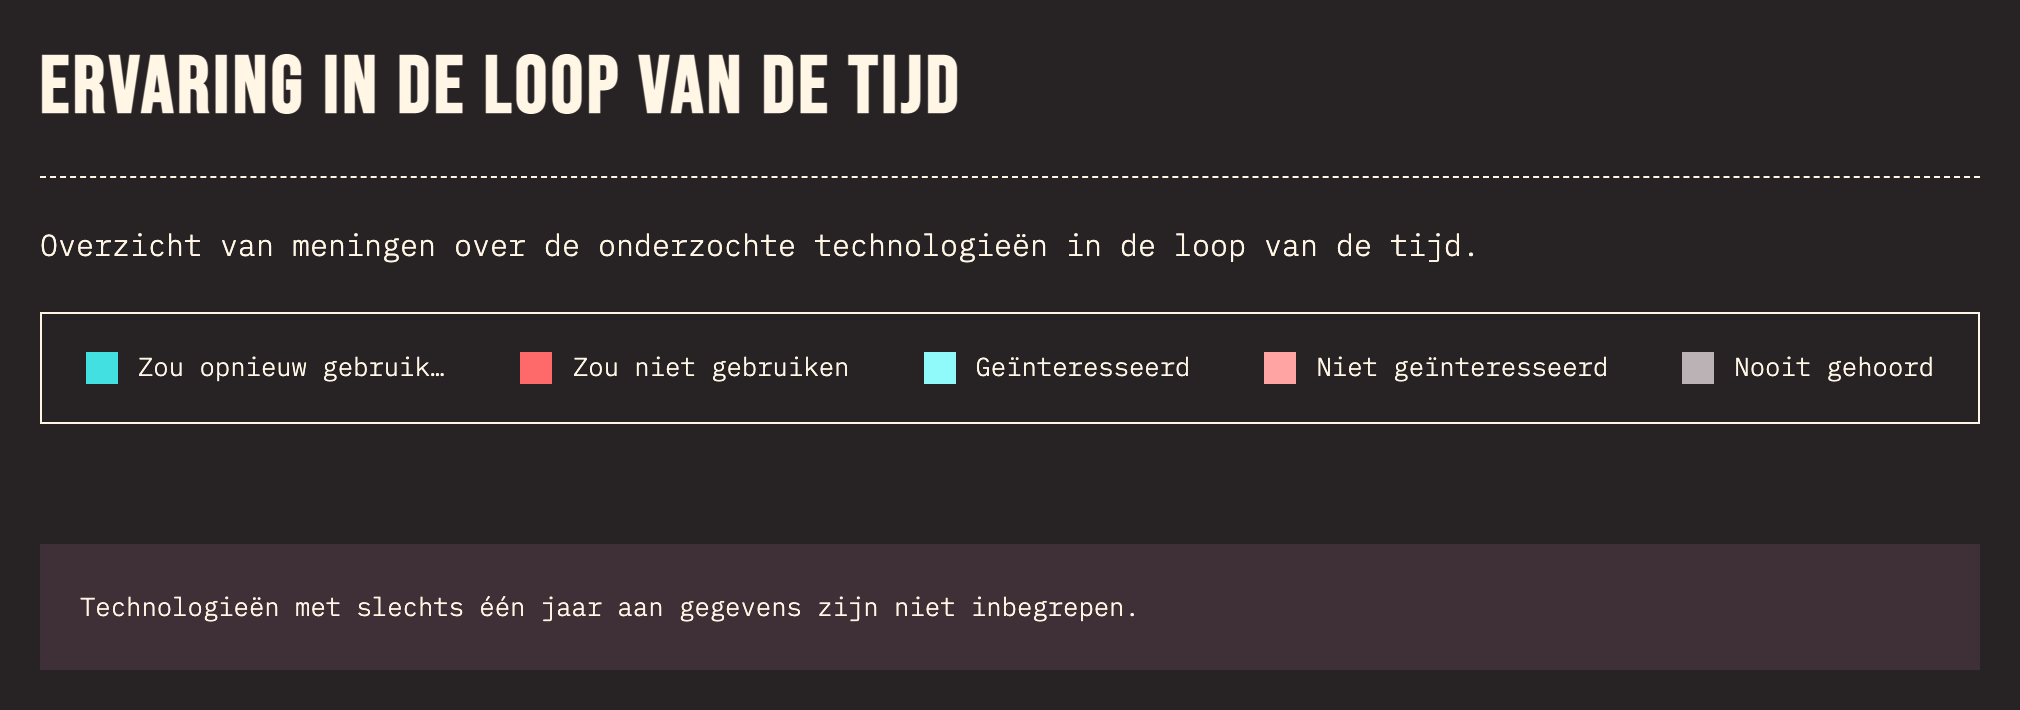 ERVARING IN DE LOOP VAN DE TIJD
Overzicht van meningen over de onderzochte technologieën in de loop van de tijd.
Zou opnieuw gebruik… Zou niet gebruiken Geïnteresseerd Niet geïnteresseerd Nooit gehoord
Technologieën met slechts één jaar aan gegevens zijn niet inbegrepen.